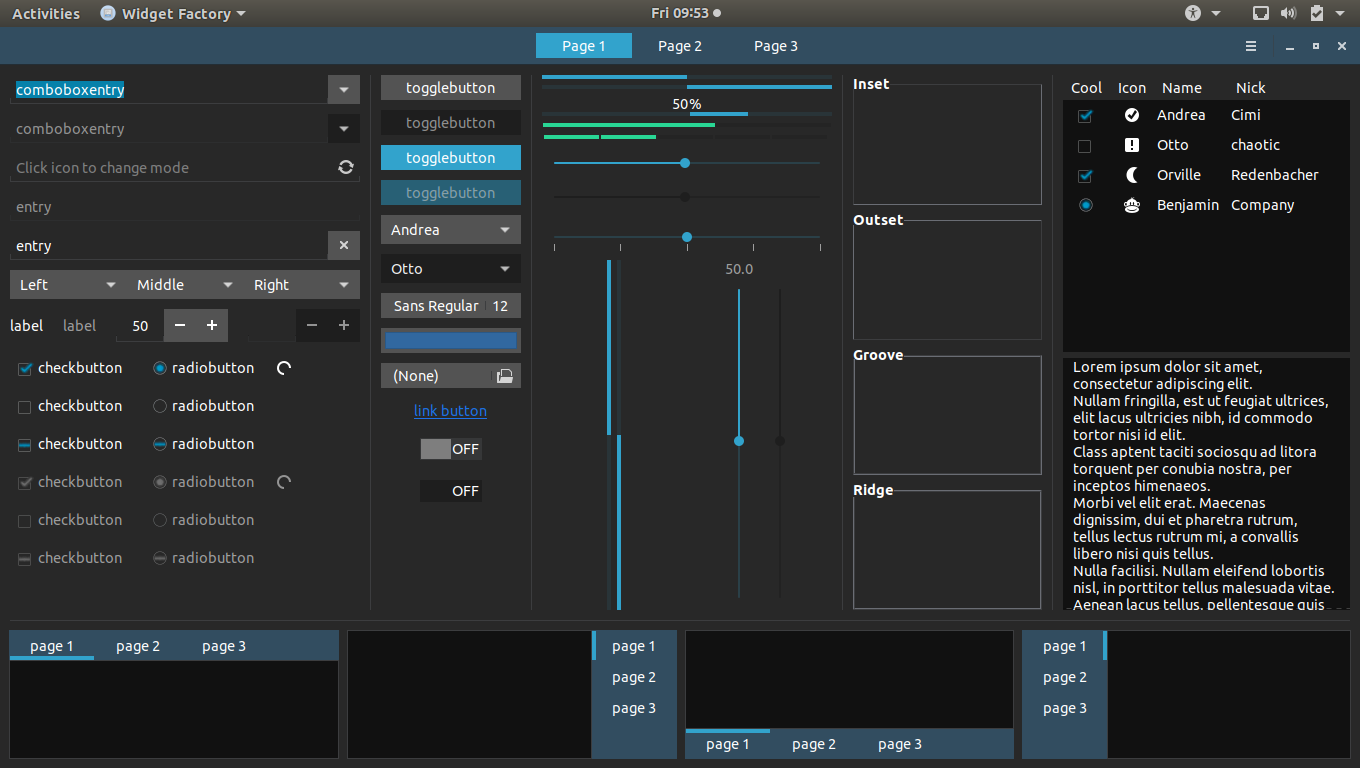 Activities Widget Factory Fri 09:53
Page 1 Page 2 Page 3
comboboxentry
comboboxentry
Click icon to change mode
entry
entry
Left Middle Right
label label 50
checkbutton radiobutton
checkbutton radiobutton
checkbutton radiobutton
checkbutton radiobutton
checkbutton radiobutton
checkbutton radiobutton
togglebutton
togglebutton
togglebutton
togglebutton
Andrea
Otto
Sans Regular 12
(None)
link button
OFF
OFF
50%
50.0
Inset
Outset
Groove
Ridge
Cool Icon Name Nick
Andrea Cimi
Otto chaotic
Orville Redenbacher
Benjamin Company
Lorem ipsum dolor sit amet,
consectetur adipiscing elit.
Nullam fringilla, est ut feugiat ultrices,
elit lacus ultricies nibh, id commodo
tortor nisi id elit.
Class aptent taciti sociosqu ad litora
torquent per conubia nostra, per
inceptos himenaeos.
Morbi vel elit erat. Maecenas
dignissim, dui et pharetra rutrum,
tellus lectus rutrum mi, a convallis
libero nisi quis tellus.
Nulla facilisi. Nullam eleifend lobortis
nisl, in porttitor tellus malesuada vitae.
Aenean lacus tellus, pellentesque quis
page 1 page 2 page 3
page 1
page 2
page 3
page 1 page 2 page 3
page 1
page 2
page 3